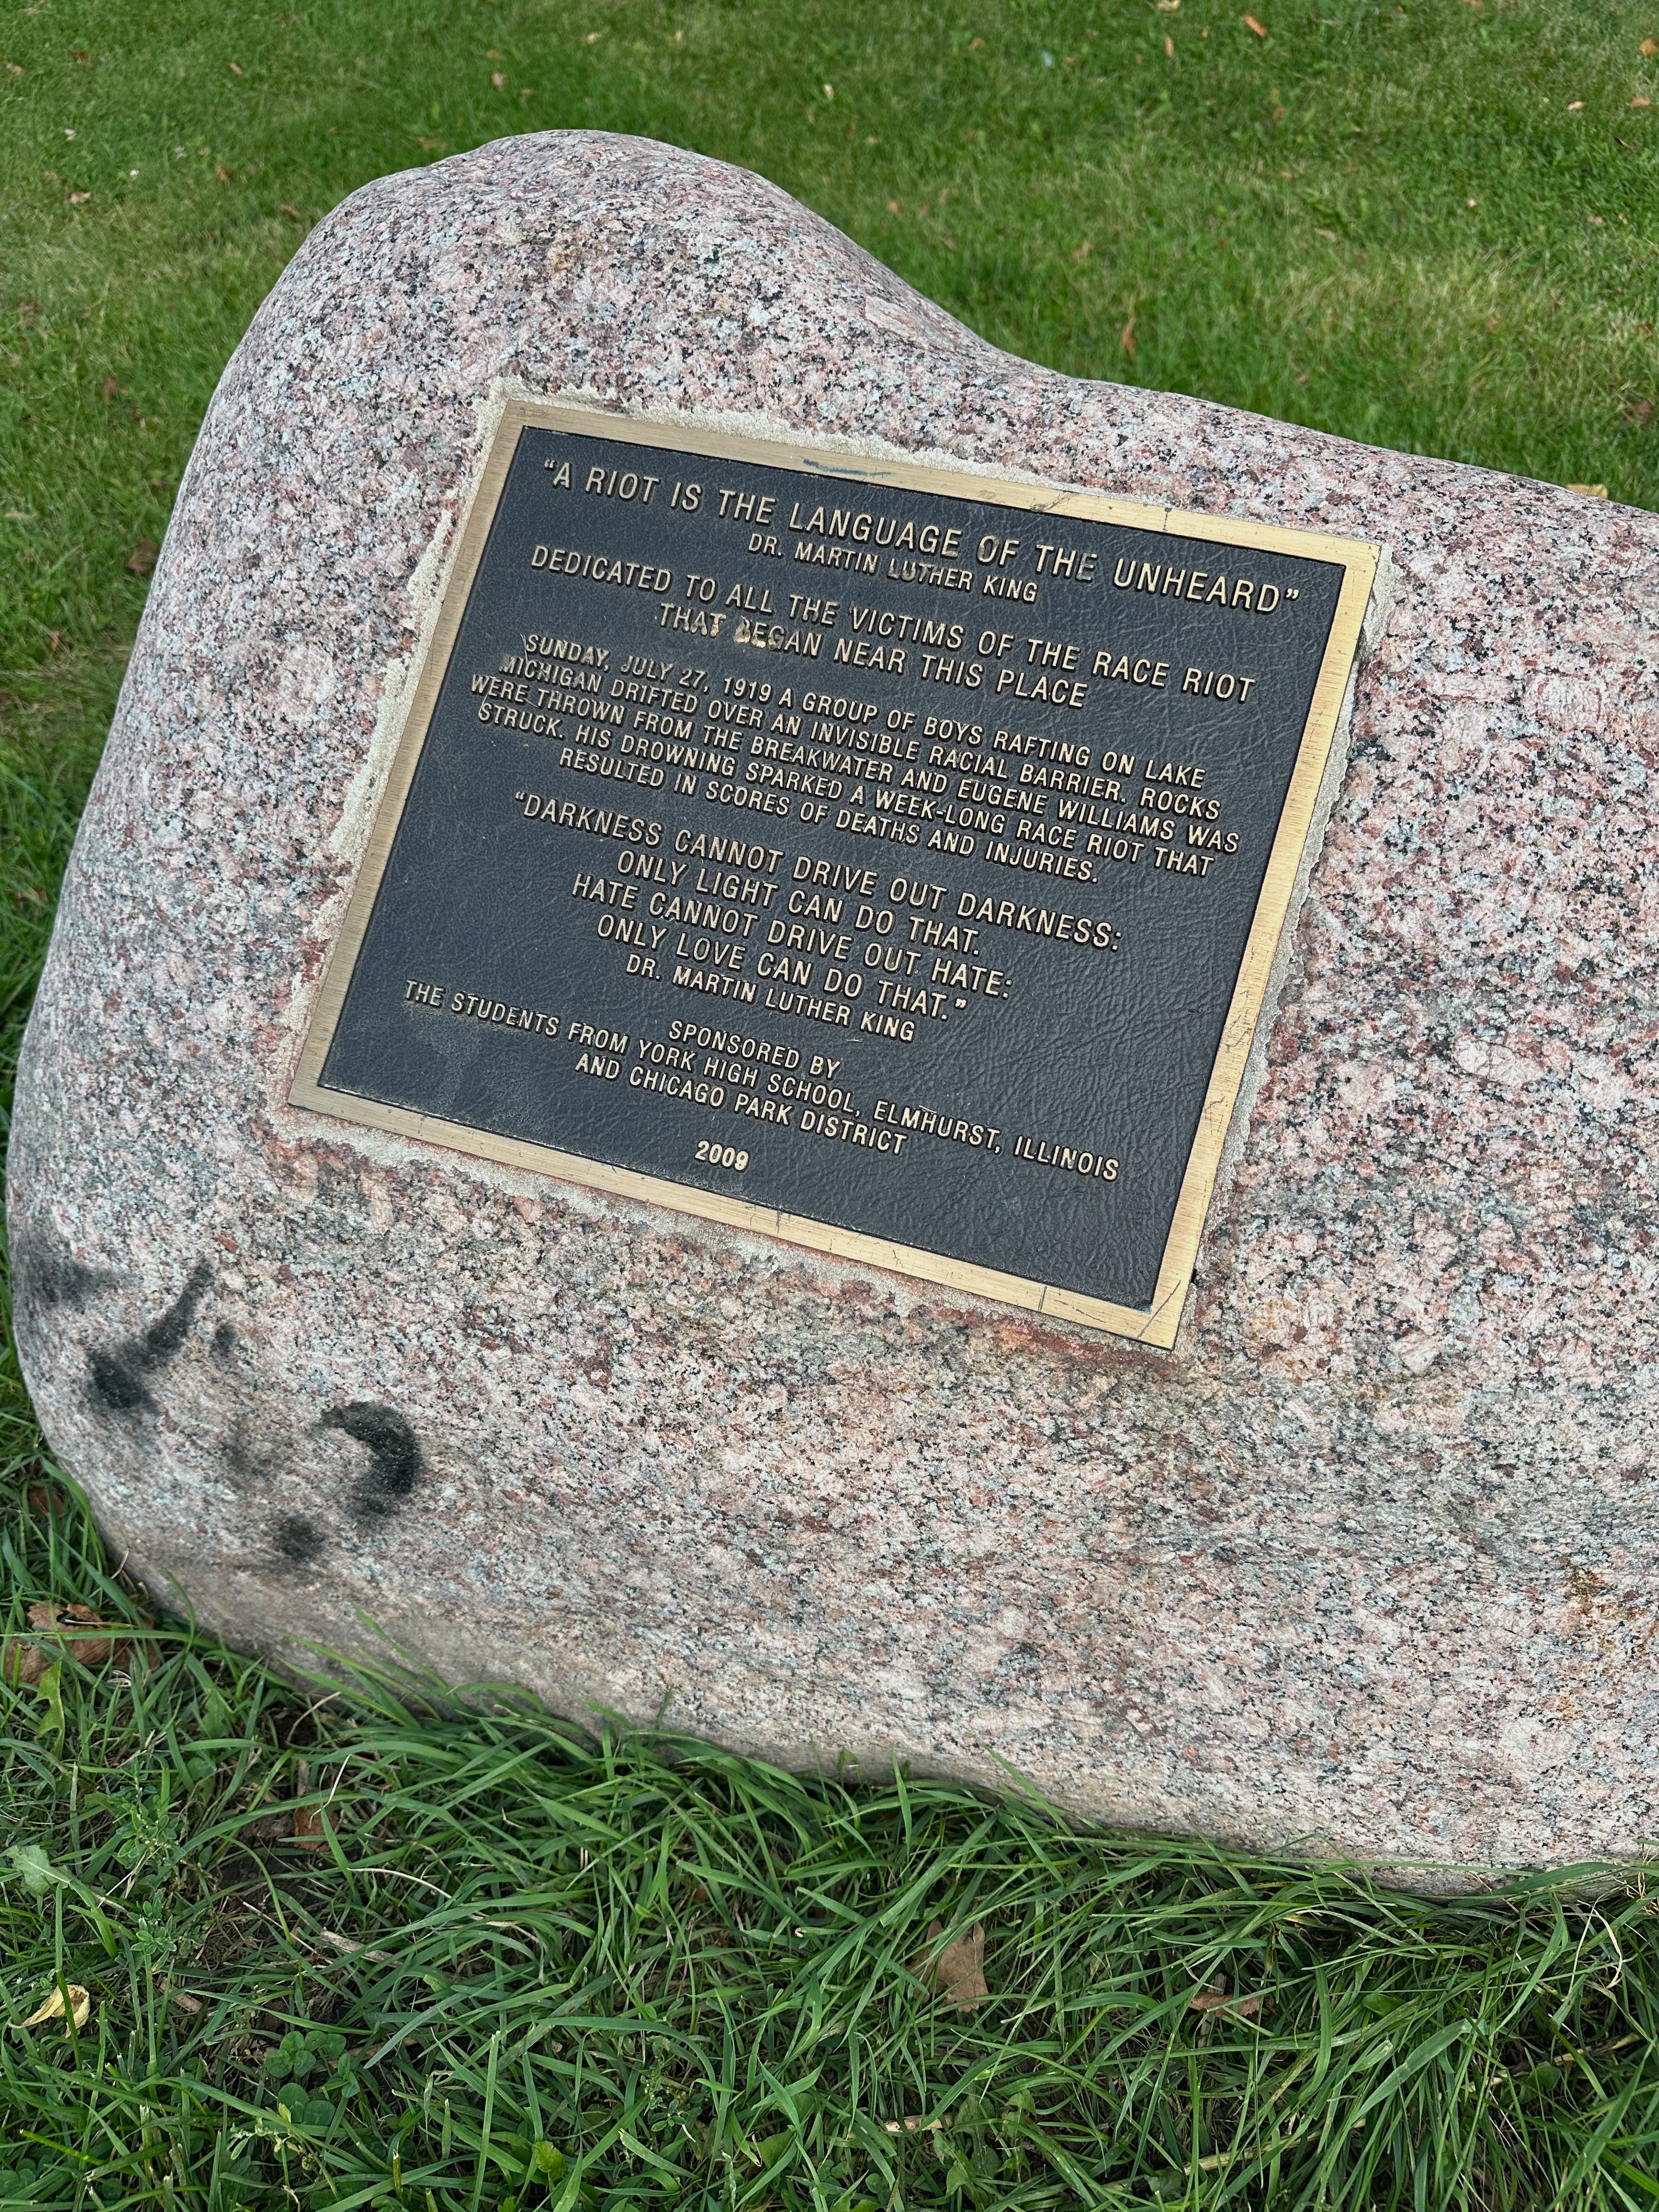 "A RIOT IS THE LANGUAGE OF THE UNHEARD"
DR. MARTIN LUTHER KING
DEDICATED TO ALL THE VICTIMS OF THE RACE RIOT
THAT BEGAN NEAR THIS PLACE
SUNDAY, JULY 27, 1919 A GROUP OF BOYS RAFTING ON LAKE
MICHIGAN DRIFTED OVER AN INVISIBLE RACIAL BARRIER. ROCKS
WERE THROWN FROM THE BREAKWATER AND EUGENE WILLIAMS WAS
STRUCK. HIS DROWNING SPARKED A WEEK-LONG RACE RIOT THAT
RESULTED IN SCORES OF DEATHS AND INJURIES.
"DARKNESS CANNOT DRIVE OUT DARKNESS:
ONLY LIGHT CAN DO THAT.
HATE CANNOT DRIVE OUT HATE:
ONLY LOVE CAN DO THAT."
DR. MARTIN LUTHER KING
SPONSORED BY
THE STUDENTS FROM YORK HIGH SCHOOL, ELMHURST, ILLINOIS
AND CHICAGO PARK DISTRICT
2009